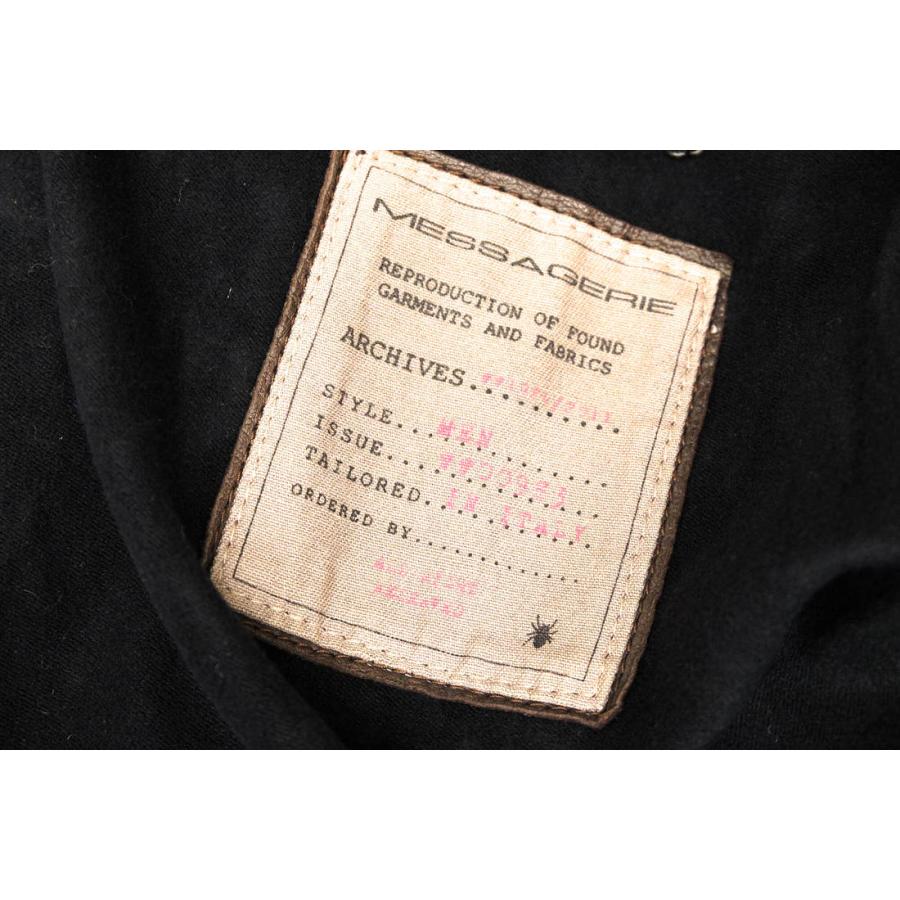 MESSAGERIE
REPRODUCTION OF FOUND
GARMENTS AND FABRICS
ARCHIVES
STYLE....MEN
ISSUE
TAILORED..IN ITALY
ORDERED BY..............